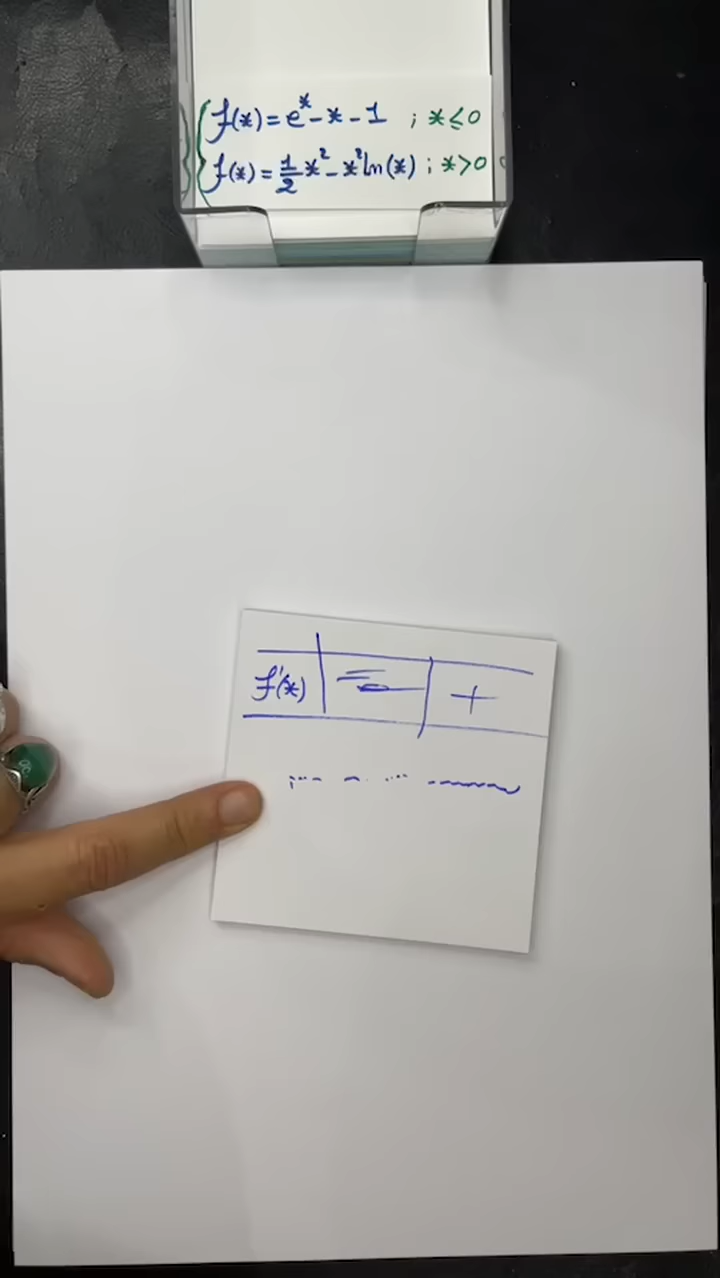 f(x) = e^x - x - 1 ; x ≤ 0
f(x) = 1/2 x² - x² ln(x) ; x > 0
f'(x) - +